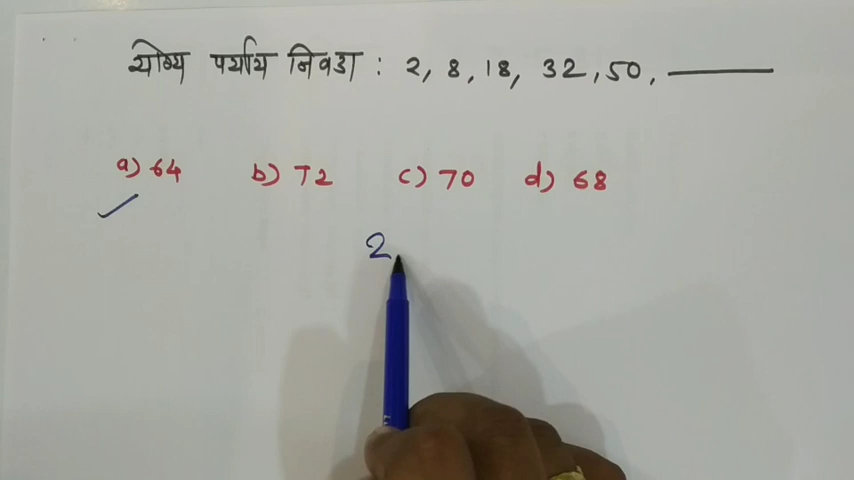 योग्य पर्याय निवडा : 2, 8, 18, 32, 50, ______
a) 64 b) 72 c) 70 d) 68
2